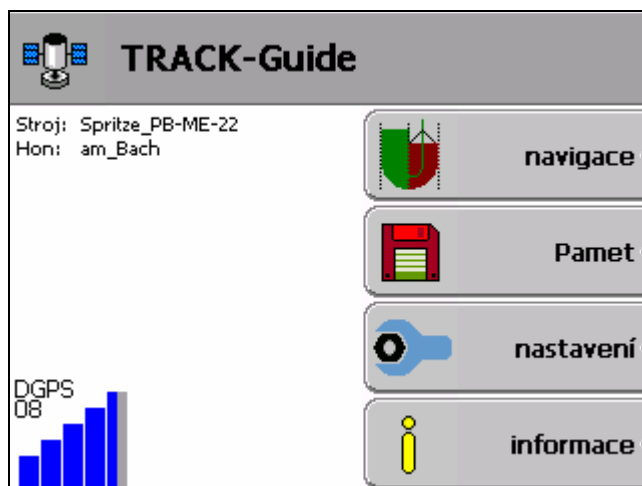 TRACK-Guide
Stroj: Spritze_PB-ME-22
Hon: am_Bach
navigace
Pamet
nastavení
informace
DGPS
08